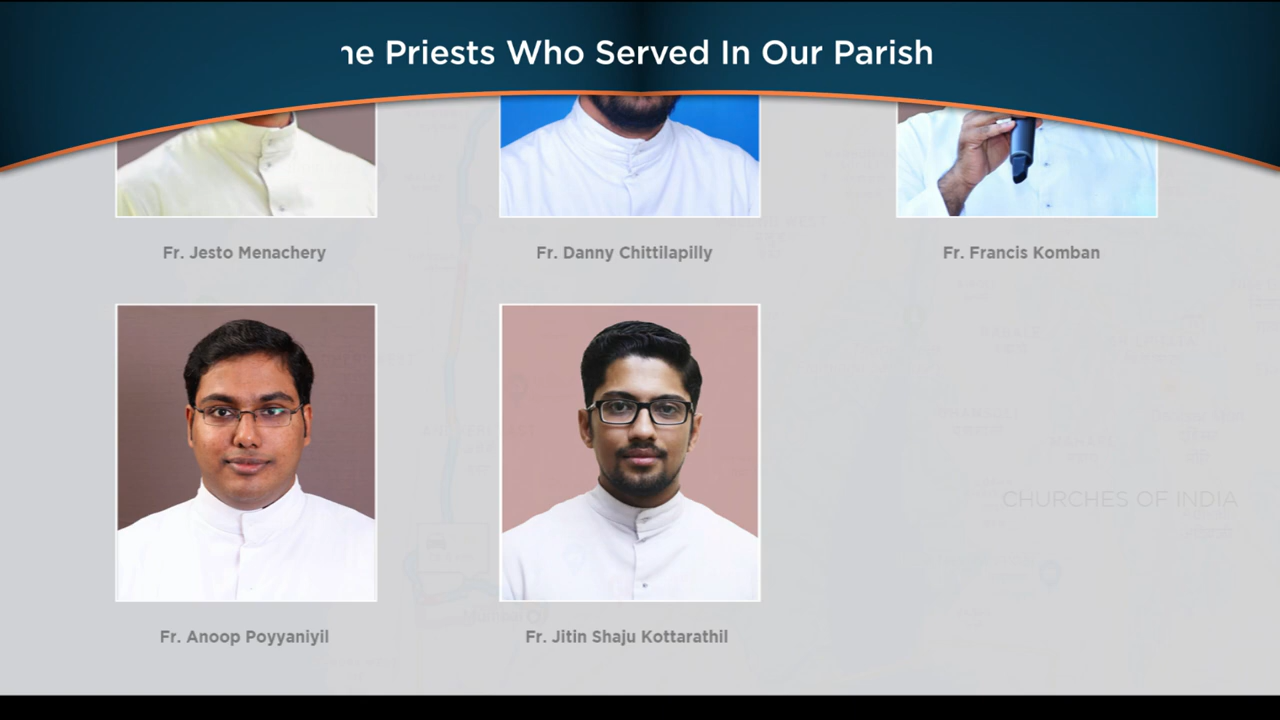 ne Priests Who Served In Our Parish
Fr. Jesto Menachery
Fr. Danny Chittilapilly
Fr. Francis Komban
CHURCHES OF INDIA
Fr. Anoop Poyyaniyil
Fr. Jitin Shaju Kottarathil